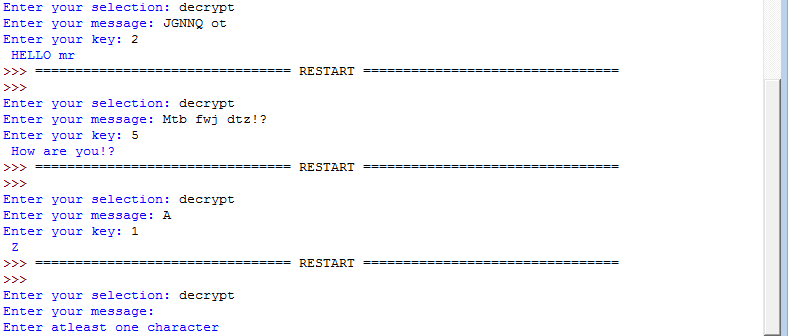 Enter your selection: decrypt
Enter your message: JGNNQ ot
Enter your key: 2
 HELLO mr
>>> ================================ RESTART ================================
>>>
Enter your selection: decrypt
Enter your message: Mtb fwj dtz!?
Enter your key: 5
 How are you!?
>>> ================================ RESTART ================================
>>>
Enter your selection: decrypt
Enter your message: A
Enter your key: 1
 Z
>>> ================================ RESTART ================================
>>>
Enter your selection: decrypt
Enter your message:
Enter atleast one character